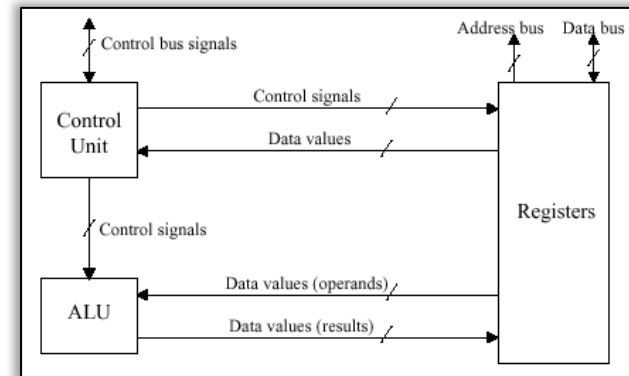 Address bus
Data bus
Control bus signals
Control signals
Control
Unit
Data values
Registers
Control signals
Data values (operands)
ALU
Data values (results)